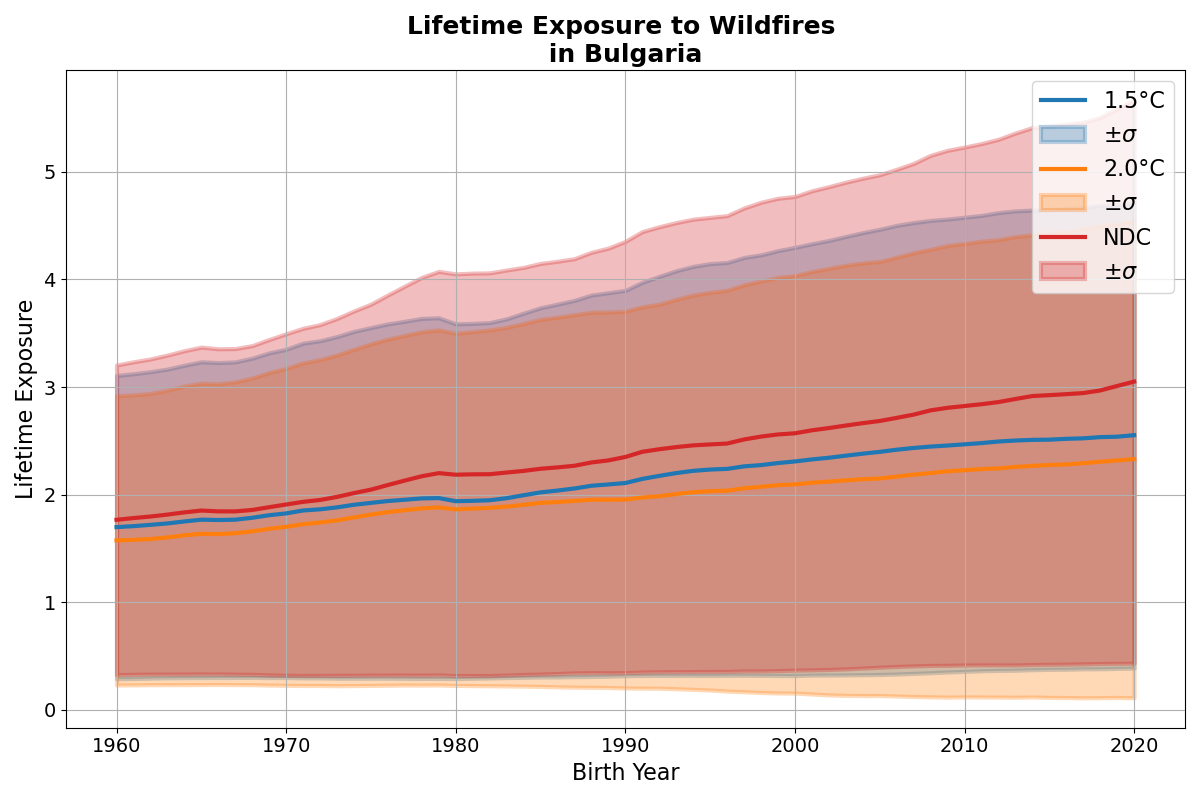 Lifetime Exposure to Wildfires
in Bulgaria
1.5°C
±σ
2.0°C
±σ
NDC
±σ
Lifetime Exposure
5
4
3
2
1
0
1960 1970 1980 1990 2000 2010 2020
Birth Year